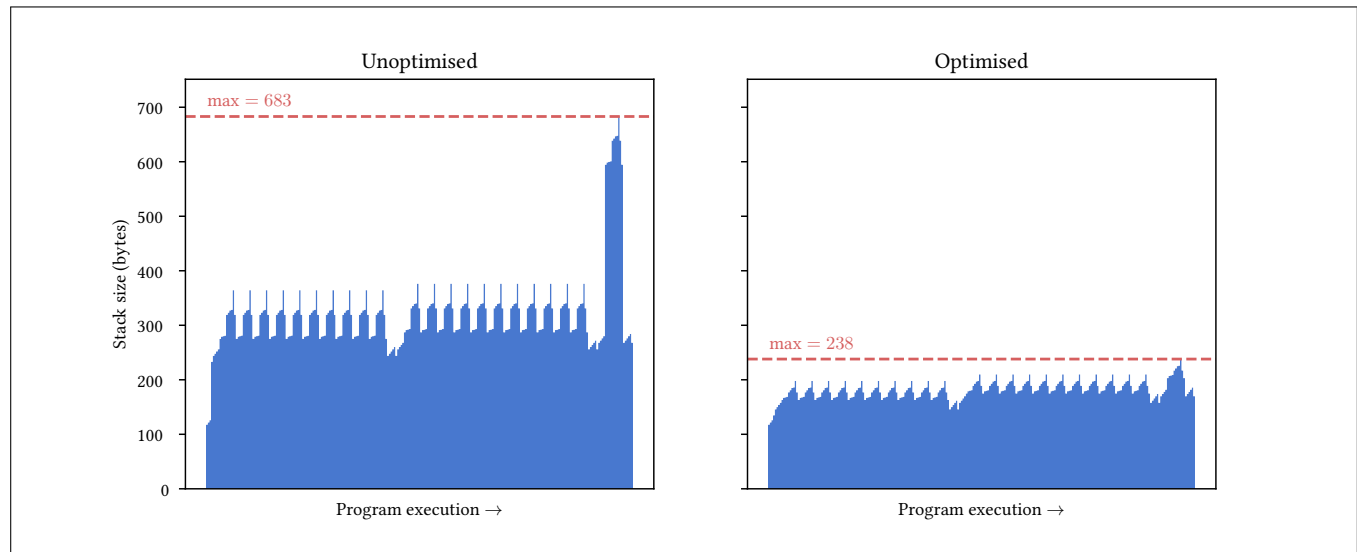 Unoptimised
max = 683
700
600
500
400
300
200
100
0
Stack size (bytes)
Program execution →
Optimised
max = 238
Program execution →